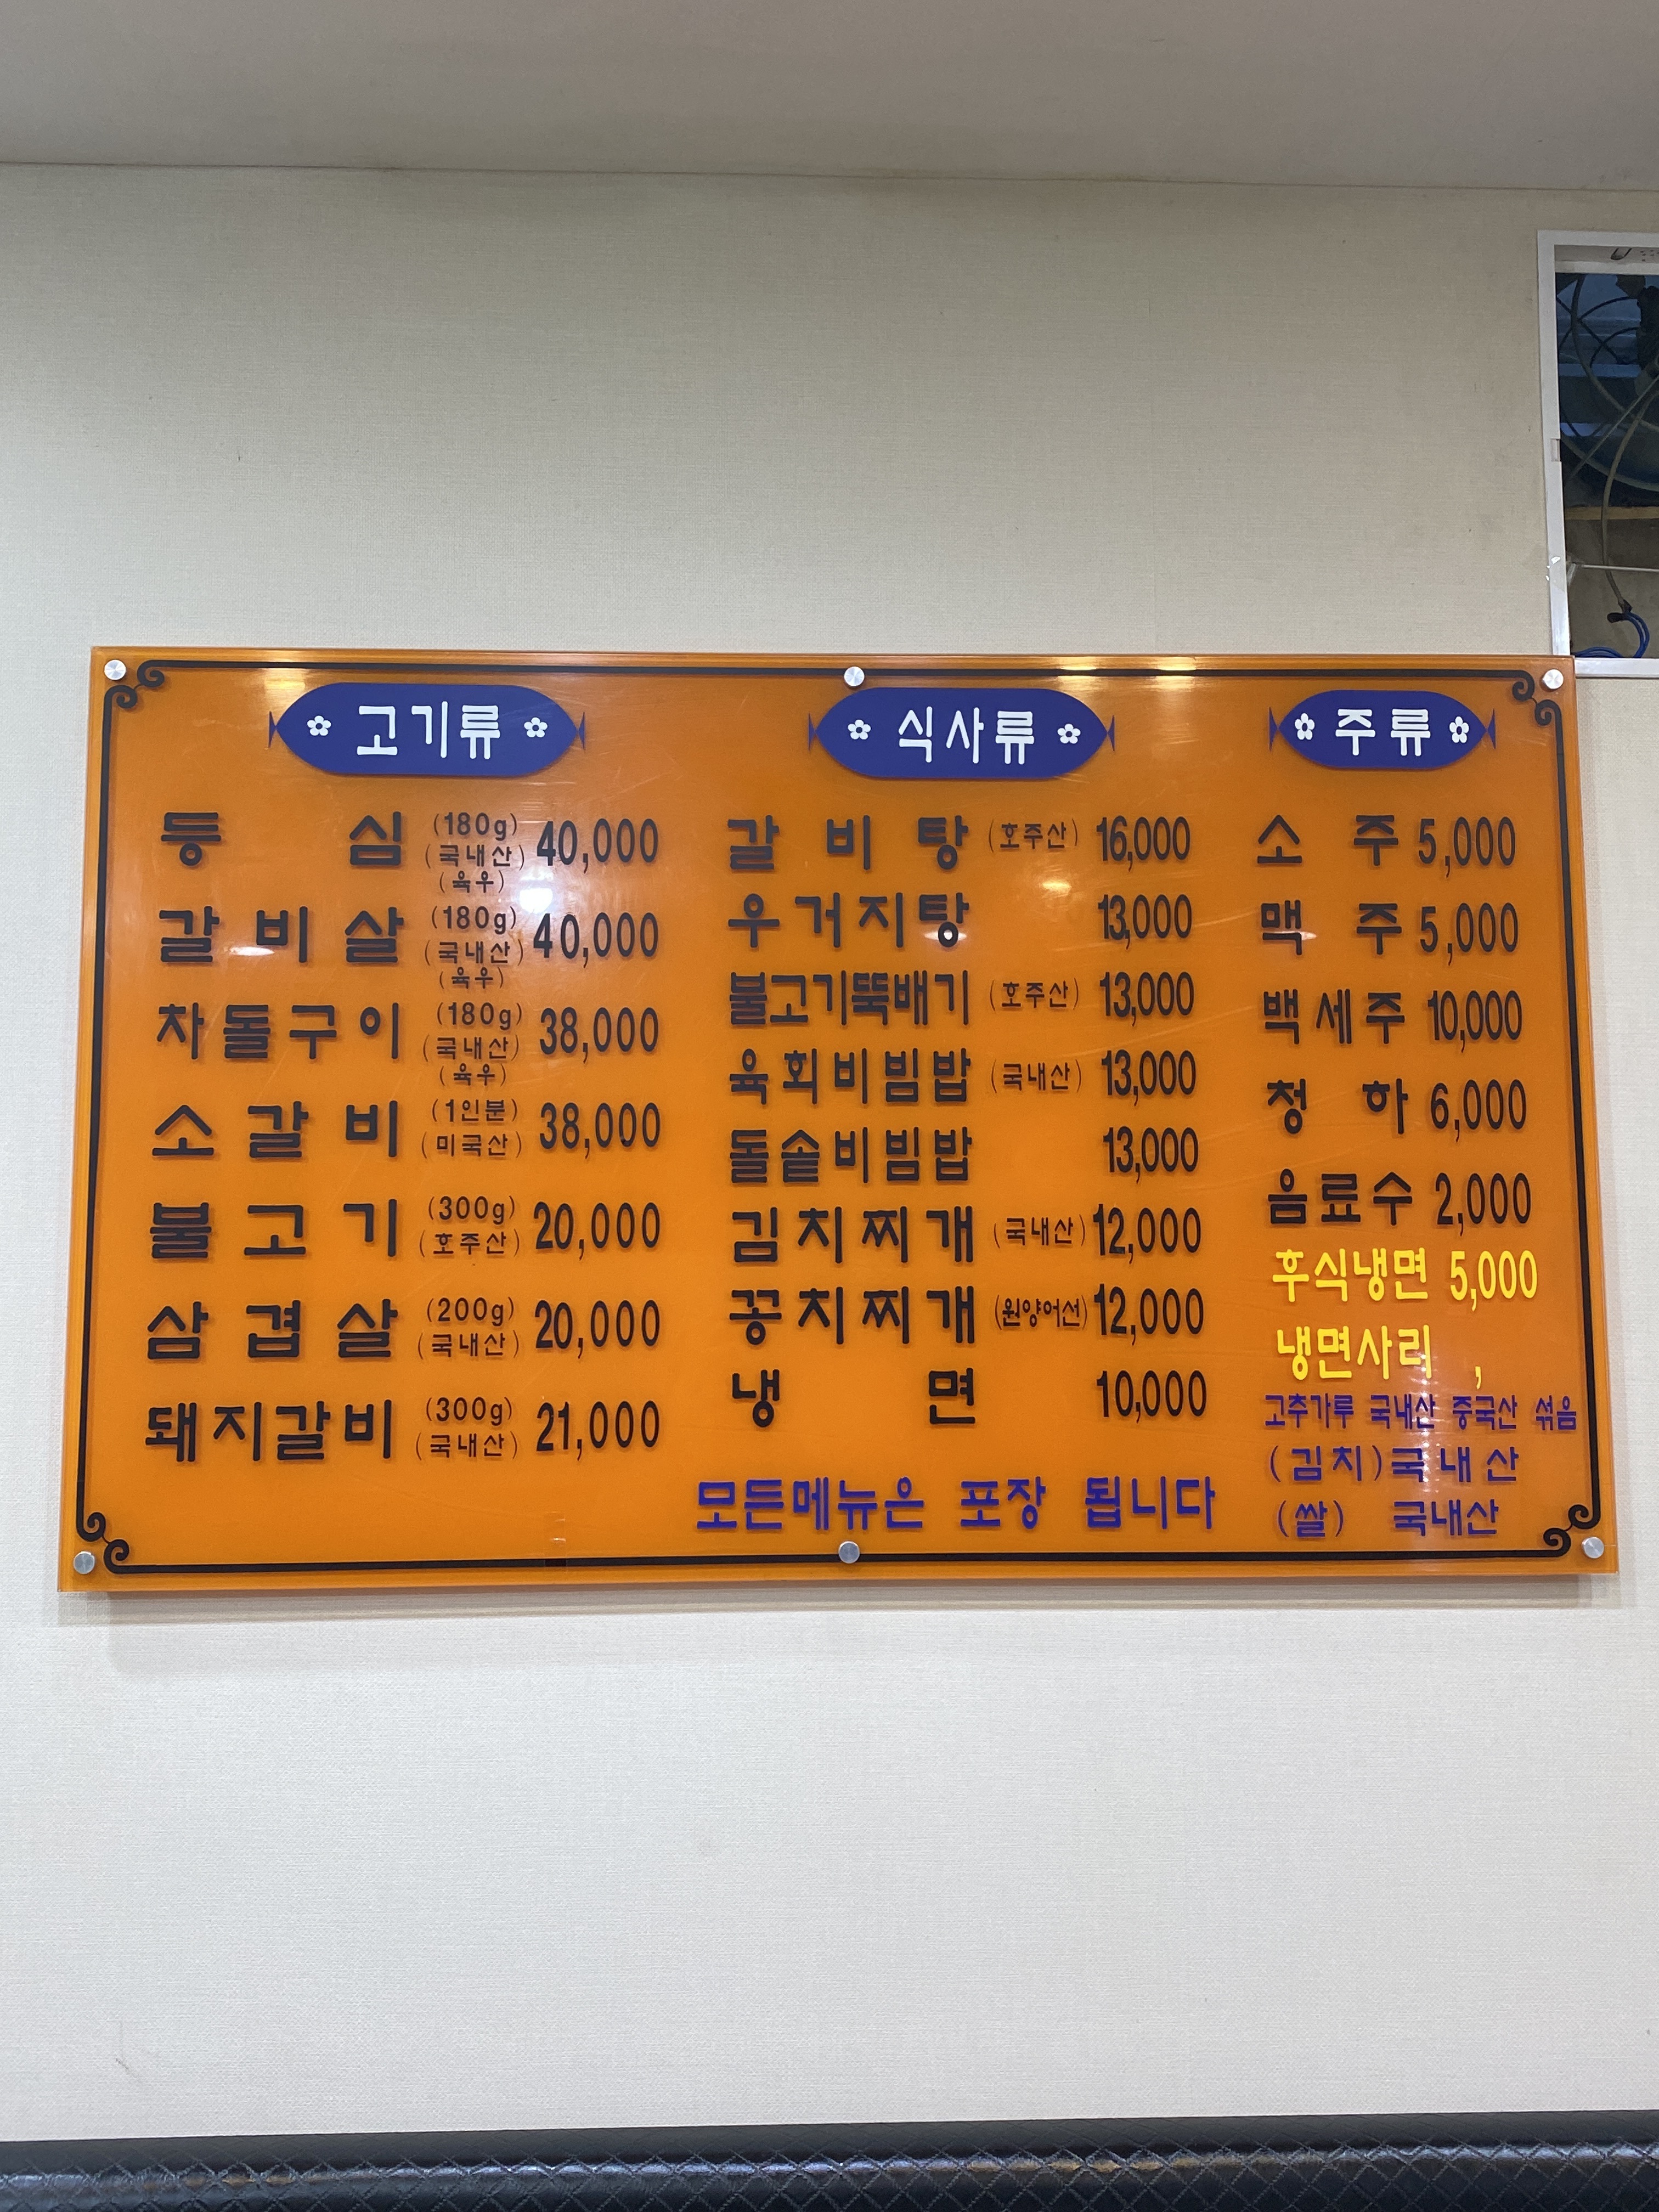 고기류
등심 (180g) (국내산) (육우) 40,000
갈비살 (180g) (국내산) (육우) 40,000
차돌구이 (180g) (국내산) (육우) 38,000
소갈비 (1인분) (미국산) 38,000
불고기 (300g) (호주산) 20,000
삼겹살 (200g) (국내산) 20,000
돼지갈비 (300g) (국내산) 21,000
식사류
갈비탕 (호주산) 16,000
우거지탕 13,000
불고기뚝배기 (호주산) 13,000
육회비빔밥 (국내산) 13,000
돌솥비빔밥 13,000
김치찌개 (국내산) 12,000
꽁치찌개 (원양어선) 12,000
냉면 10,000
모든메뉴은 포장 됩니다
주류
소주 5,000
맥주 5,000
백세주 10,000
청하 6,000
음료수 2,000
후식냉면 5,000
냉면사리 ,
고추가루 국내산 중국산 섞음
(김치)국내산
(쌀) 국내산